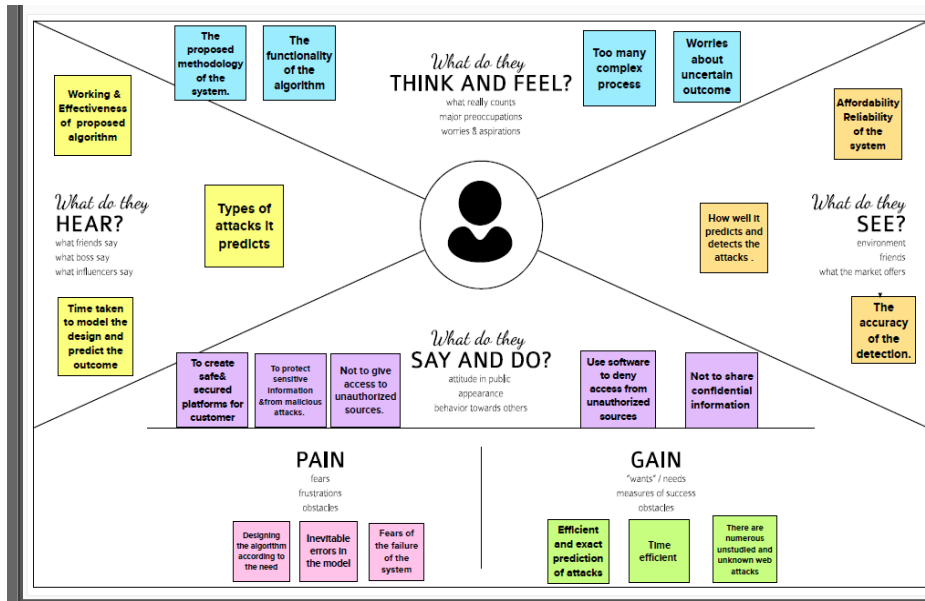 The
proposed
methodology
of the
system.
The
functionality
of the
algorithm
What do they
THINK AND FEEL?
what really counts
major preoccupations
worries & aspirations
Too many
complex
process
Worries
about
uncertain
outcome
Working &
Effectiveness
of proposed
algorithm
Affordability
Reliability
of the
system
What do they
HEAR?
what friends say
what boss say
what influencers say
Types of
attacks it
predicts
How well it
predicts and
detects the
attacks .
What do they
SEE?
environment
friends
what the market offers
Time taken
to model the
design and
predict the
outcome
The
accuracy
of the
detection.
What do they
SAY AND DO?
attitude in public
appearance
behavior towards others
To create
safe&
secured
platforms for
customer
To protect
sensitive
information
&from malicious
attacks.
Not to give
access to
unauthorized
sources.
Use software
to deny
access from
unauthorized
sources
Not to share
confidential
information
PAIN
fears
frustrations
obstacles
Designing
the algorithm
according to
the need
Inevitable
errors in
the model
Fears of
the failure
of the
system
GAIN
"wants" / needs
measures of success
obstacles
Efficient
and exact
prediction
of attacks
Time
efficient
There are
numerous
unstudied and
unknown web
attacks